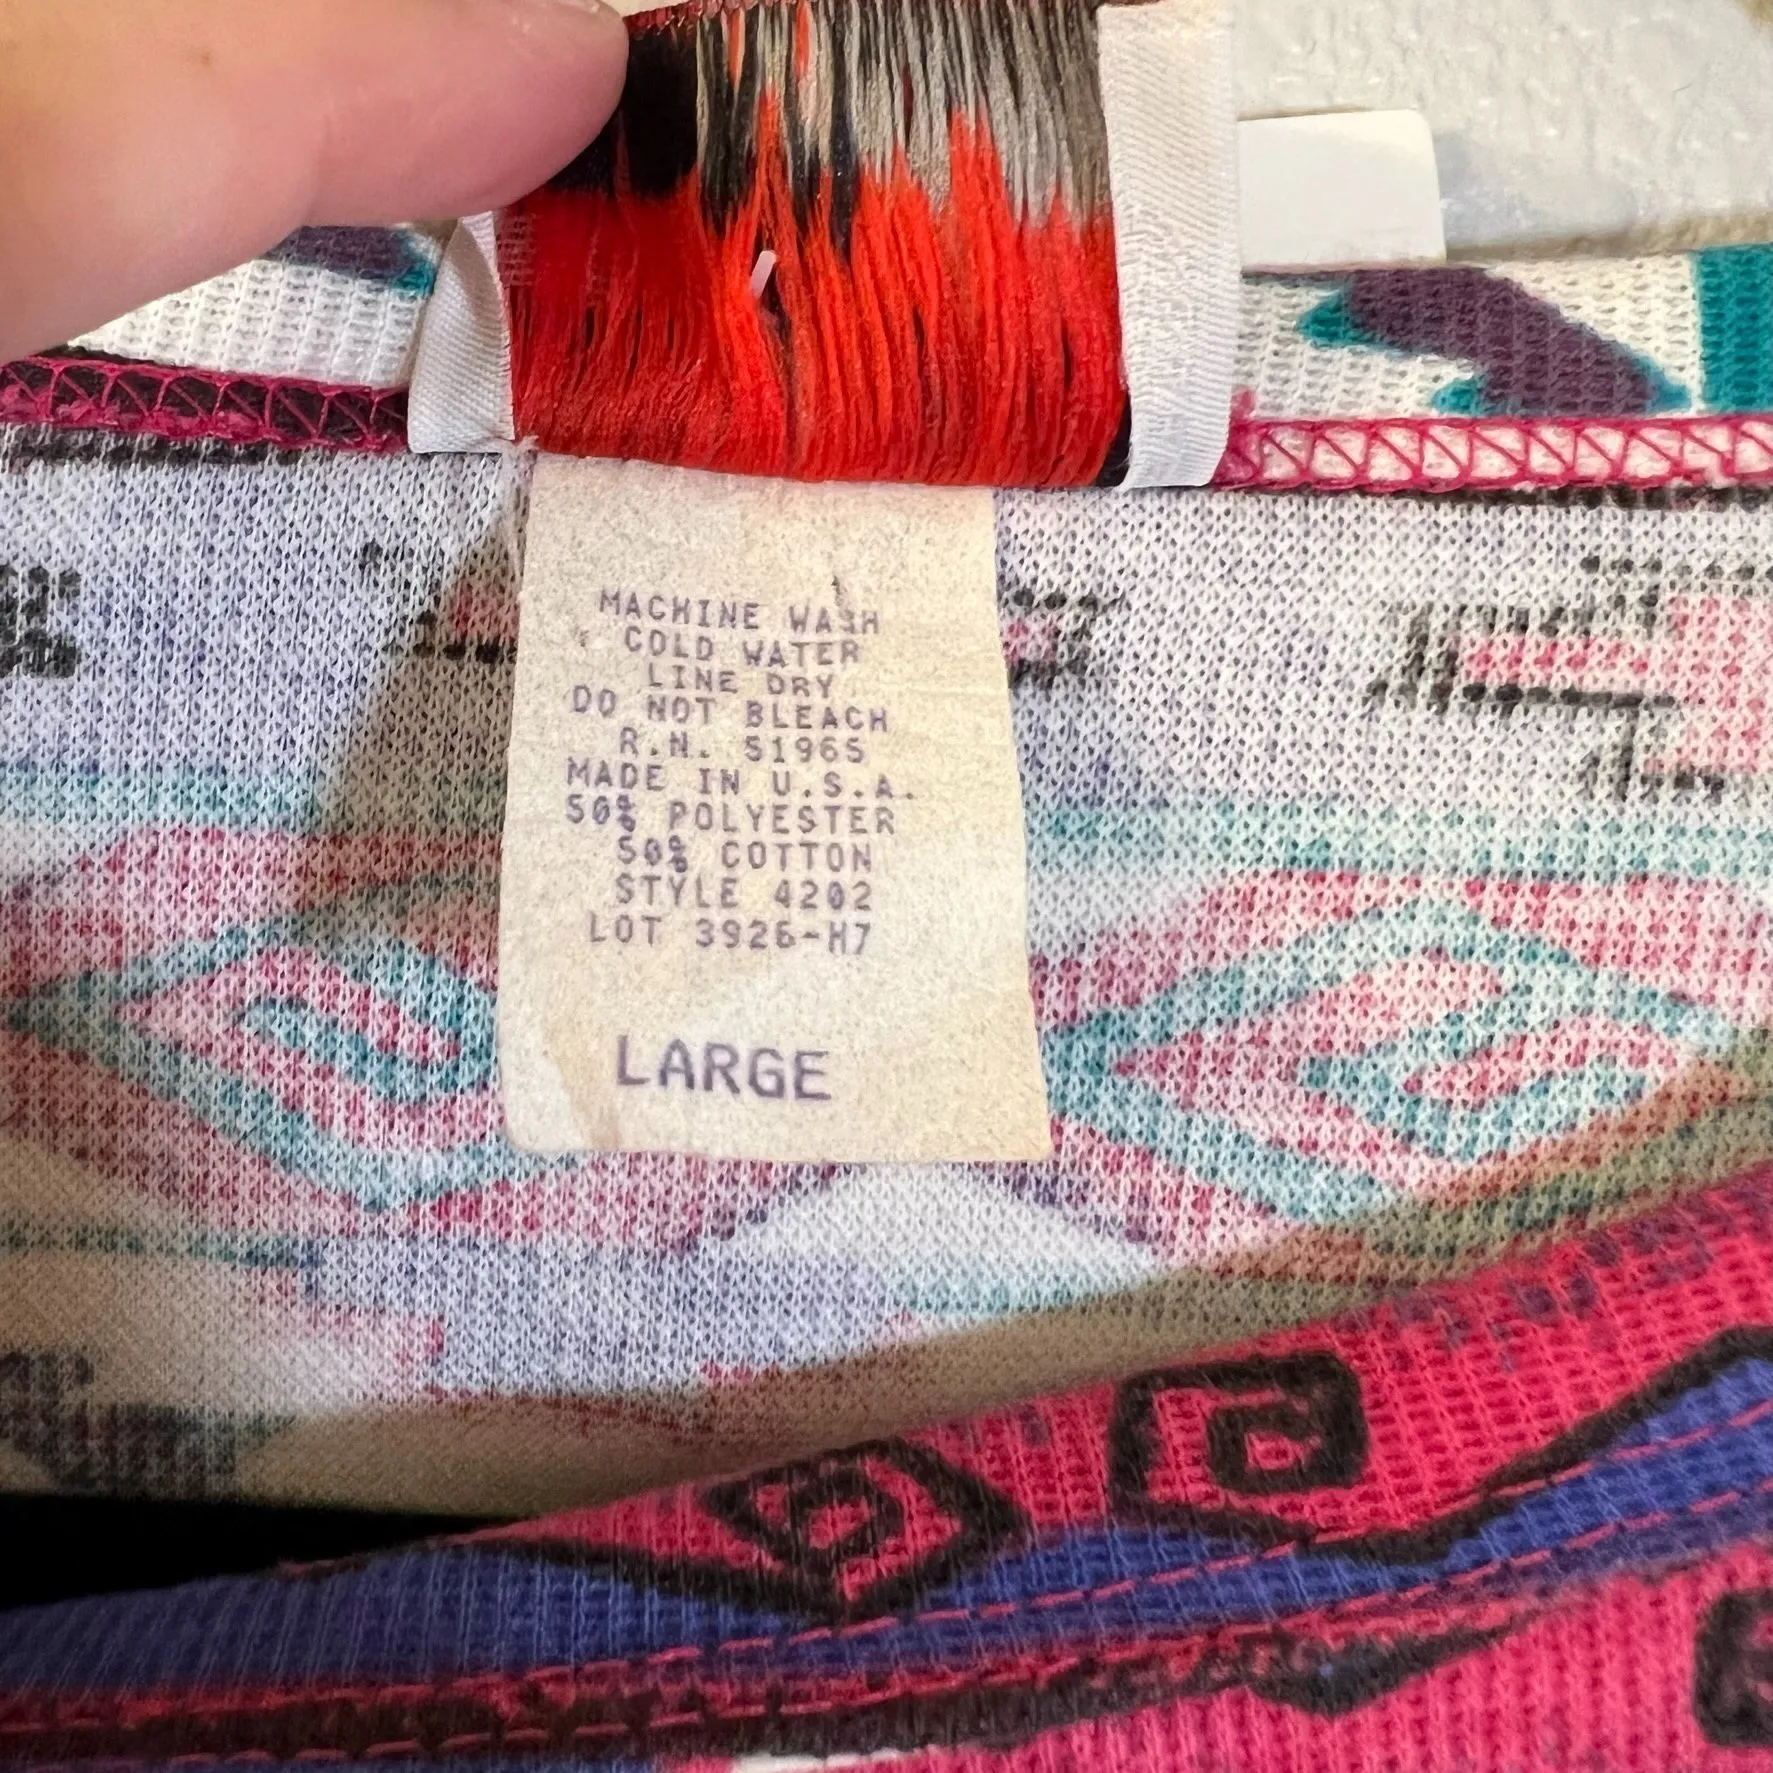 MACHINE WASH
COLD WATER
LINE DRY
DO NOT BLEACH
R.N. 51965
MADE IN U.S.A.
50% POLYESTER
50% COTTON
STYLE 4202
LOT 3926-H7
LARGE